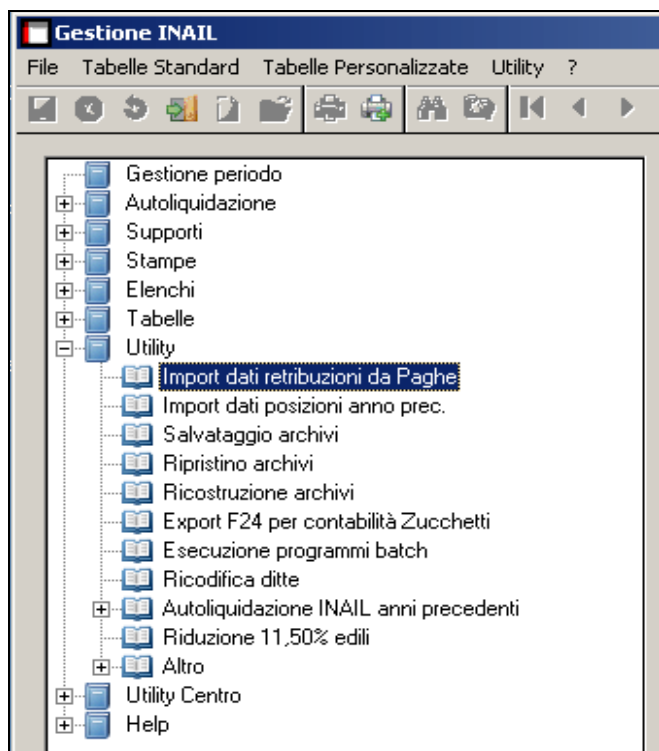 Gestione INAIL
File Tabelle Standard Tabelle Personalizzate Utility ?
Gestione periodo
Autoliquidazione
Supporti
Stampe
Elenchi
Tabelle
Utility
Import dati retribuzioni da Paghe
Import dati posizioni anno prec.
Salvataggio archivi
Ripristino archivi
Ricostruzione archivi
Export F24 per contabilità Zucchetti
Esecuzione programmi batch
Ricodifica ditte
Autoliquidazione INAIL anni precedenti
Riduzione 11,50% edili
Altro
Utility Centro
Help